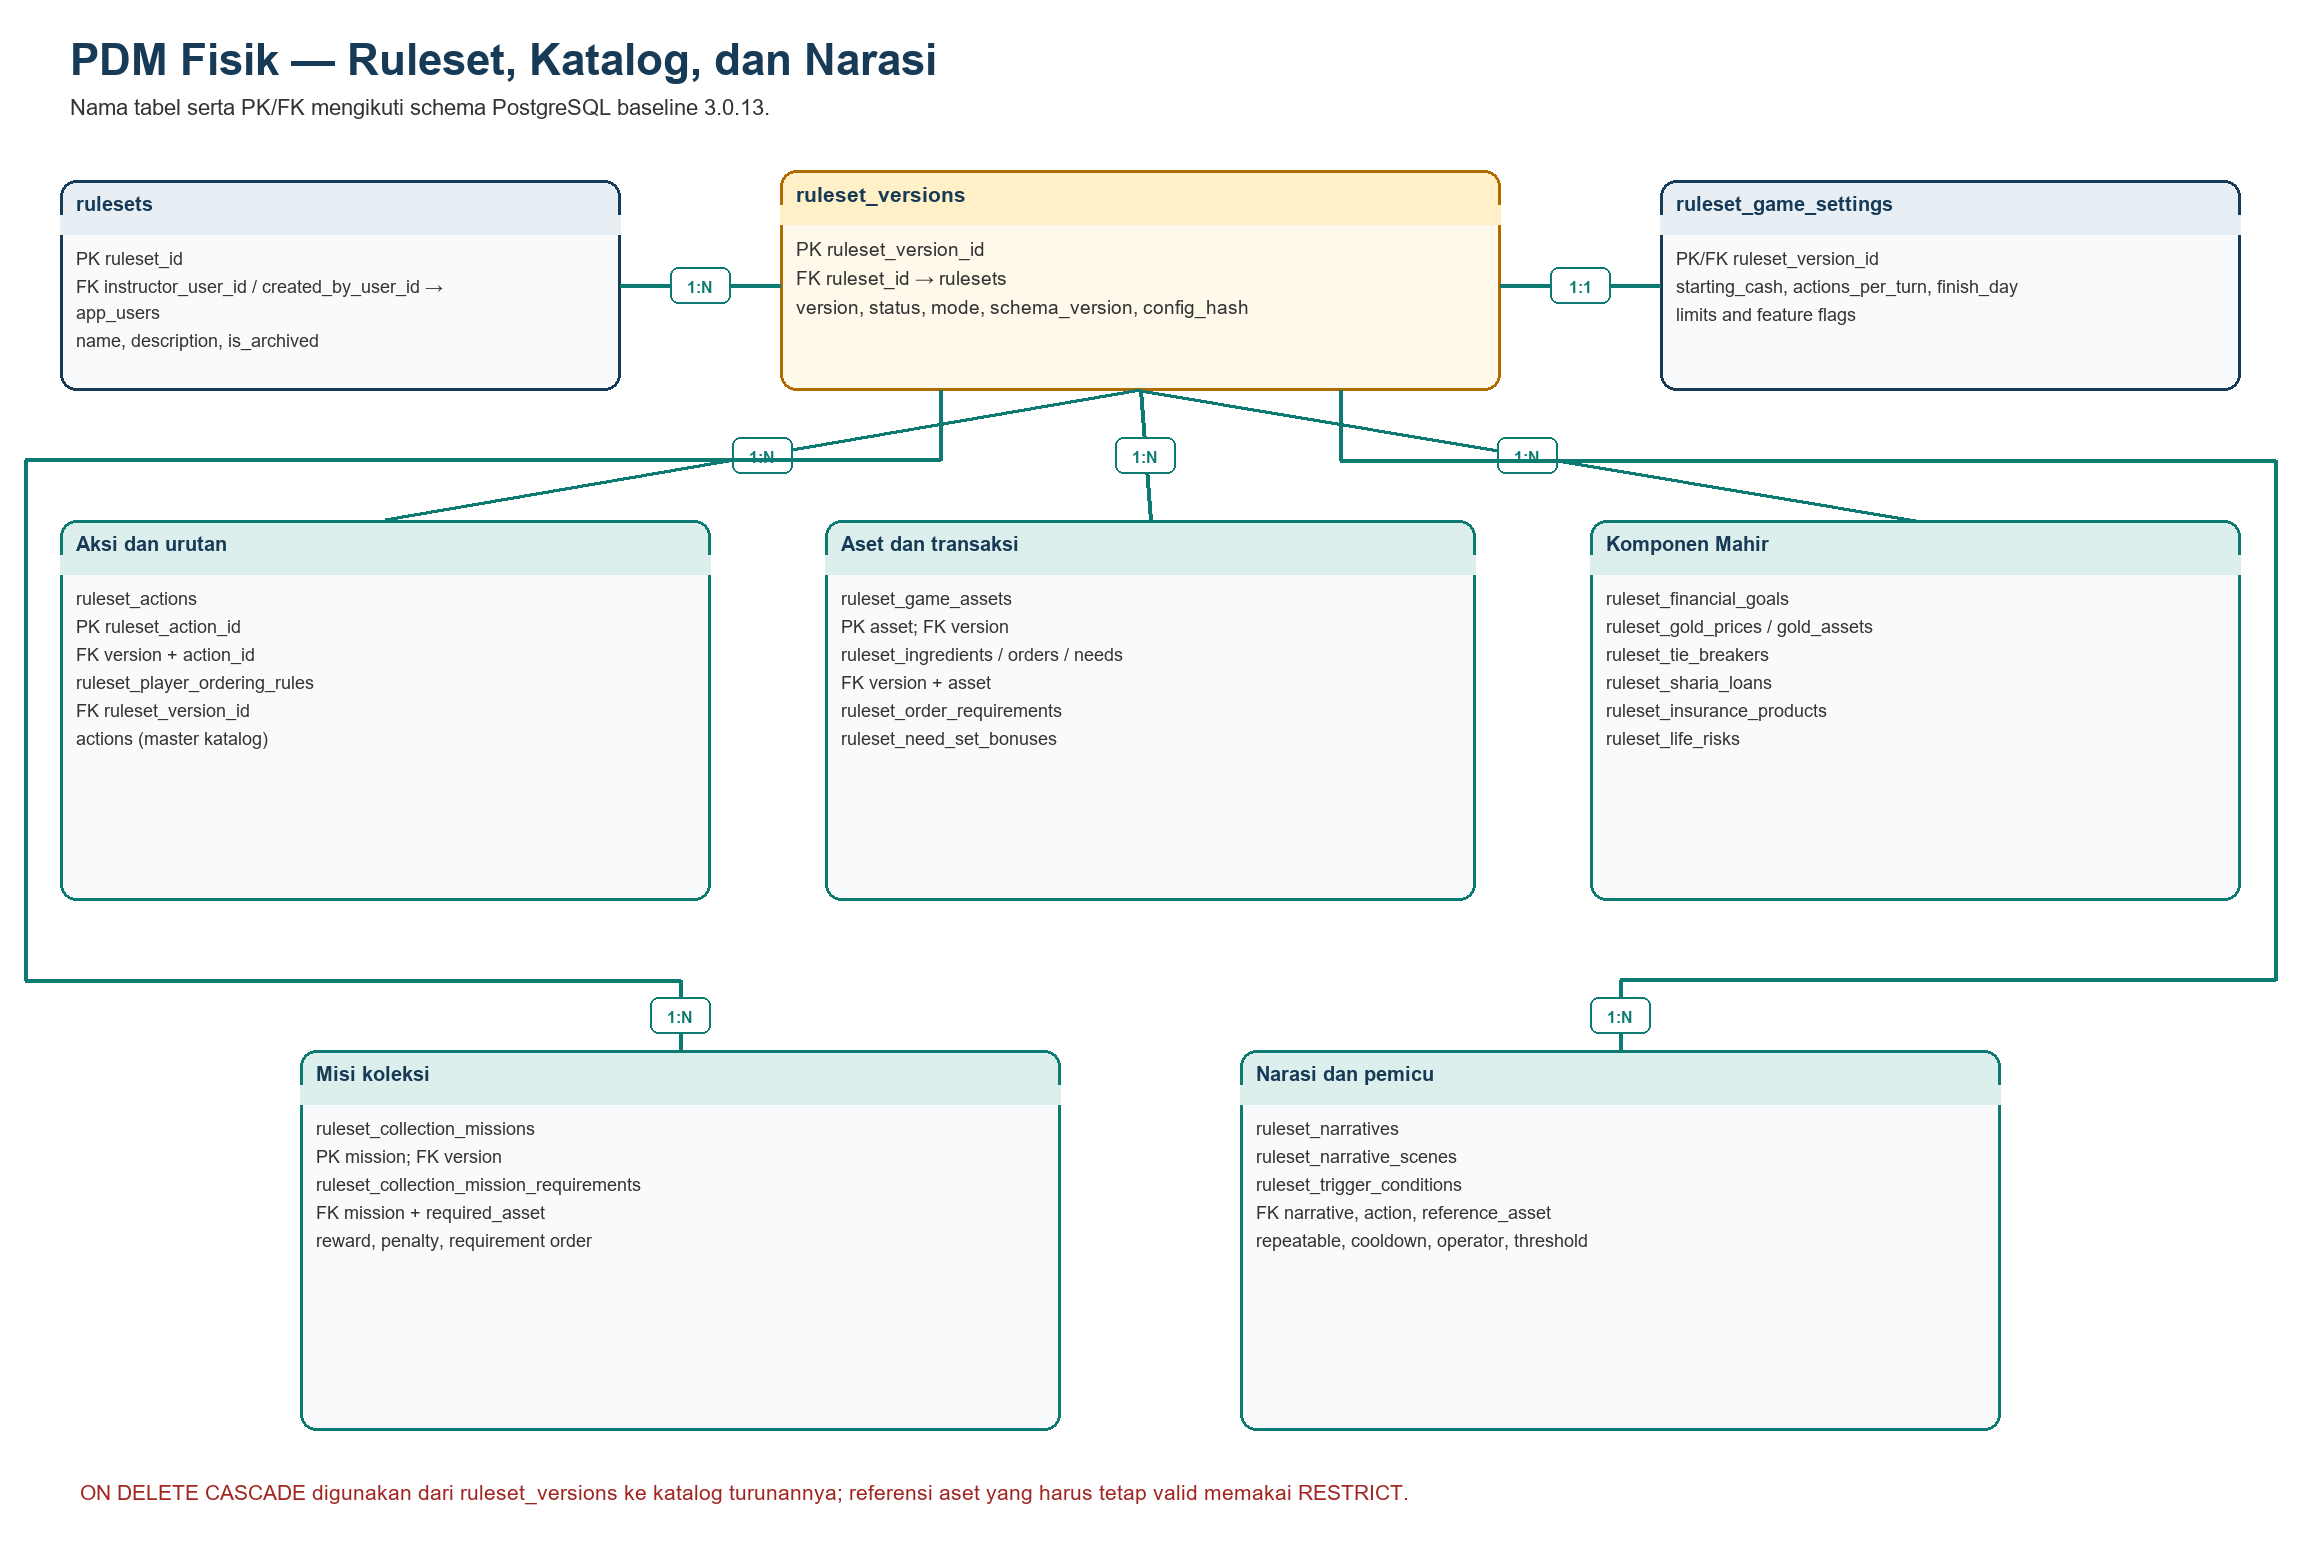 PDM Fisik — Ruleset, Katalog, dan Narasi
Nama tabel serta PK/FK mengikuti schema PostgreSQL baseline 3.0.13.
rulesets
PK ruleset_id
FK instructor_user_id / created_by_user_id →
app_users
name, description, is_archived
1:N
ruleset_versions
PK ruleset_version_id
FK ruleset_id → rulesets
version, status, mode, schema_version, config_hash
1:1
ruleset_game_settings
PK/FK ruleset_version_id
starting_cash, actions_per_turn, finish_day
limits and feature flags
1:N
1:N
1:N
Aksi dan urutan
ruleset_actions
PK ruleset_action_id
FK version + action_id
ruleset_player_ordering_rules
FK ruleset_version_id
actions (master katalog)
Aset dan transaksi
ruleset_game_assets
PK asset; FK version
ruleset_ingredients / orders / needs
FK version + asset
ruleset_order_requirements
ruleset_need_set_bonuses
Komponen Mahir
ruleset_financial_goals
ruleset_gold_prices / gold_assets
ruleset_tie_breakers
ruleset_sharia_loans
ruleset_insurance_products
ruleset_life_risks
1:N
1:N
Misi koleksi
ruleset_collection_missions
PK mission; FK version
ruleset_collection_mission_requirements
FK mission + required_asset
reward, penalty, requirement order
Narasi dan pemicu
ruleset_narratives
ruleset_narrative_scenes
ruleset_trigger_conditions
FK narrative, action, reference_asset
repeatable, cooldown, operator, threshold
ON DELETE CASCADE digunakan dari ruleset_versions ke katalog turunannya; referensi aset yang harus tetap valid memakai RESTRICT.